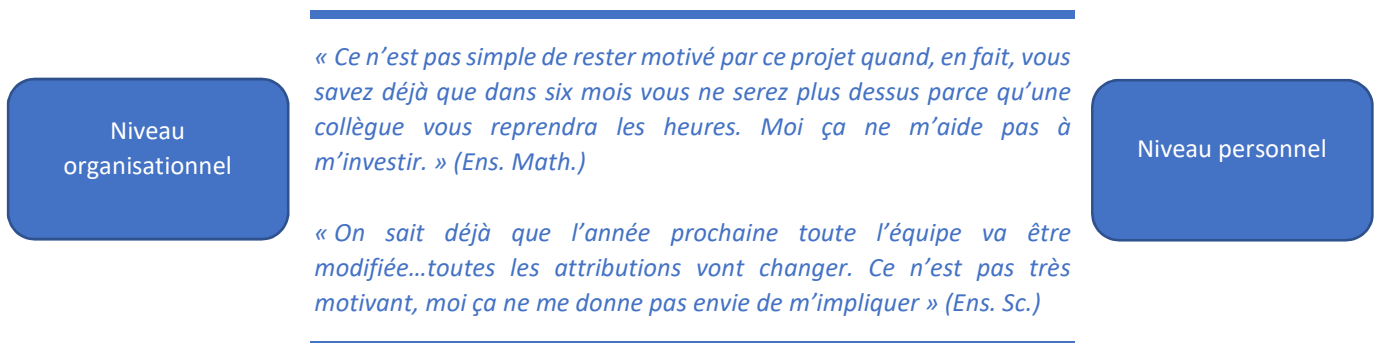 Niveau
organisationnel
« Ce n’est pas simple de rester motivé par ce projet quand, en fait, vous
savez déjà que dans six mois vous ne serez plus dessus parce qu’une
collègue vous reprendra les heures. Moi ça ne m’aide pas à
m’investir. » (Ens. Math.)
« On sait déjà que l’année prochaine toute l’équipe va être
modifiée…toutes les attributions vont changer. Ce n’est pas très
motivant, moi ça ne me donne pas envie de m’impliquer » (Ens. Sc.)
Niveau personnel